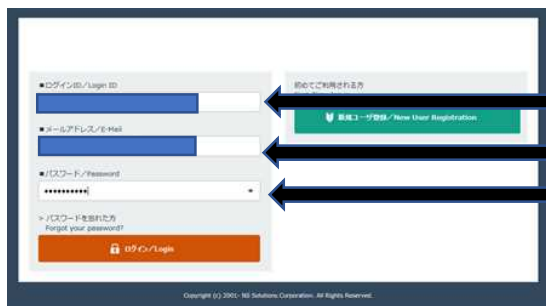 ■ログインID／Login ID
■メールアドレス／E-Mail
■パスワード／Password
> パスワードを忘れた方
Forgot your password?
ログイン／Login
初めてご利用される方
新規ユーザ登録／New User Registration
Copyright (c) 2001- NS Solutions Corporation. All Rights Reserved.